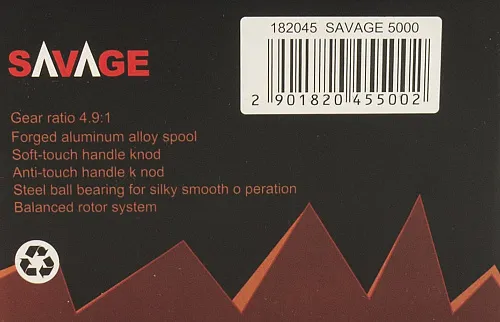 182045 SAVAGE 5000
SAVAGE
2 901820 455002
Gear ratio 4.9:1
Forged aluminum alloy spool
Soft-touch handle knod
Anti-touch handle k nod
Steel ball bearing for silky smooth o peration
Balanced rotor system